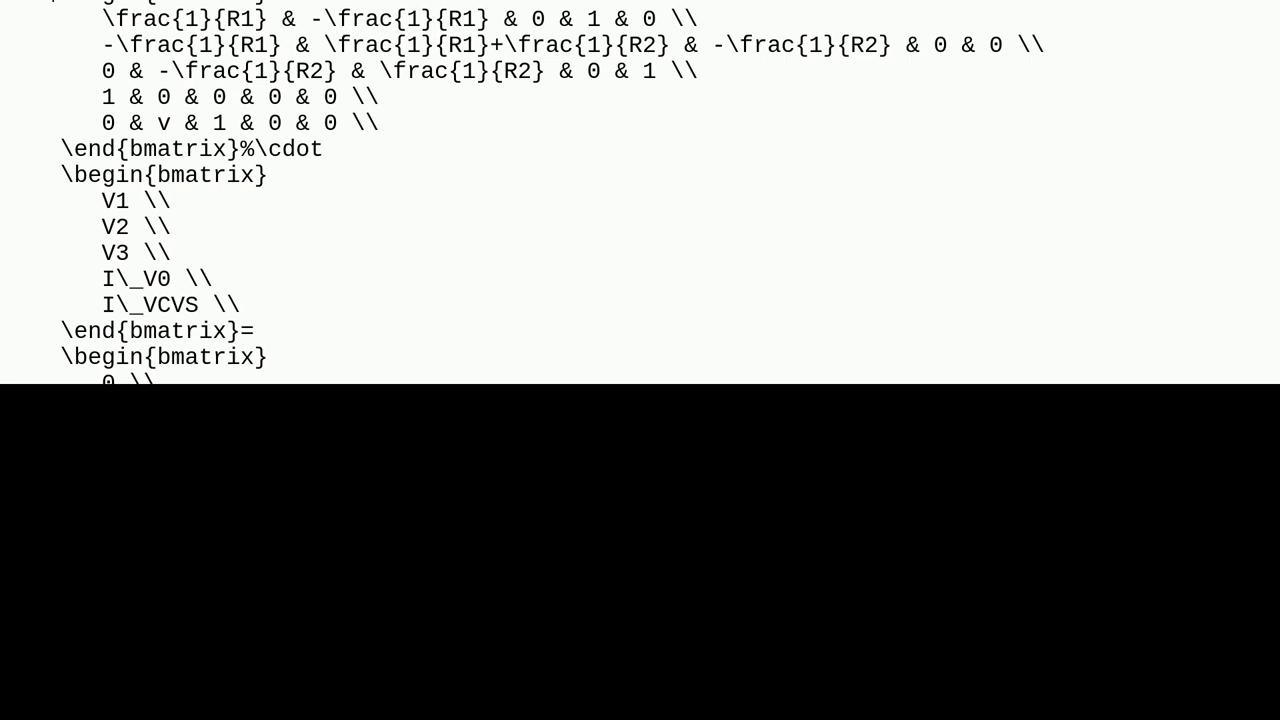 \frac{1}{R1} & -\frac{1}{R1} & 0 & 1 & 0 \\
-\frac{1}{R1} & \frac{1}{R1}+\frac{1}{R2} & -\frac{1}{R2} & 0 & 0 \\
0 & -\frac{1}{R2} & \frac{1}{R2} & 0 & 1 \\
1 & 0 & 0 & 0 & 0 \\
0 & v & 1 & 0 & 0 \\
\end{bmatrix}%\cdot
\begin{bmatrix}
V1 \\
V2 \\
V3 \\
I\_V0 \\
I\_VCVS \\
\end{bmatrix}=
\begin{bmatrix}
0 \\